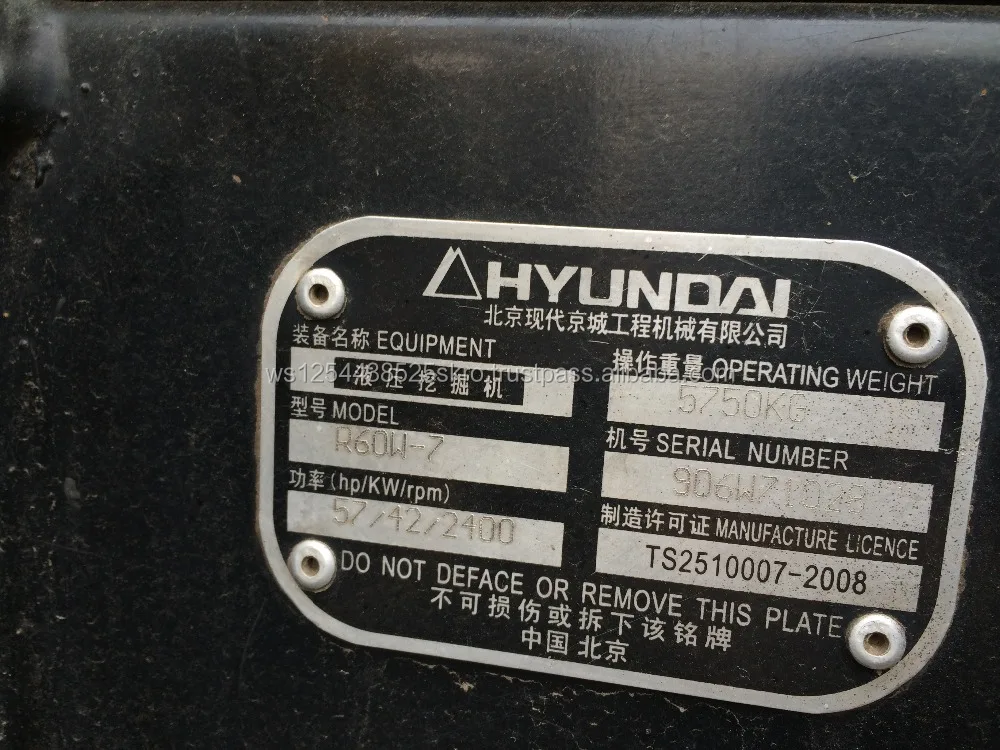 HYUNDAI
北京现代京城工程机械有限公司
装备名称 EQUIPMENT
液压挖掘机
操作重量 OPERATING WEIGHT
5750KG
型号 MODEL
R60W-7
机号 SERIAL NUMBER
906W71028
功率 (hp/KW/rpm)
57/42/2400
制造许可证 MANUFACTURE LICENCE
TS2510007-2008
DO NOT DEFACE OR REMOVE THIS PLATE
不可损伤或拆下该铭牌
中国 北京